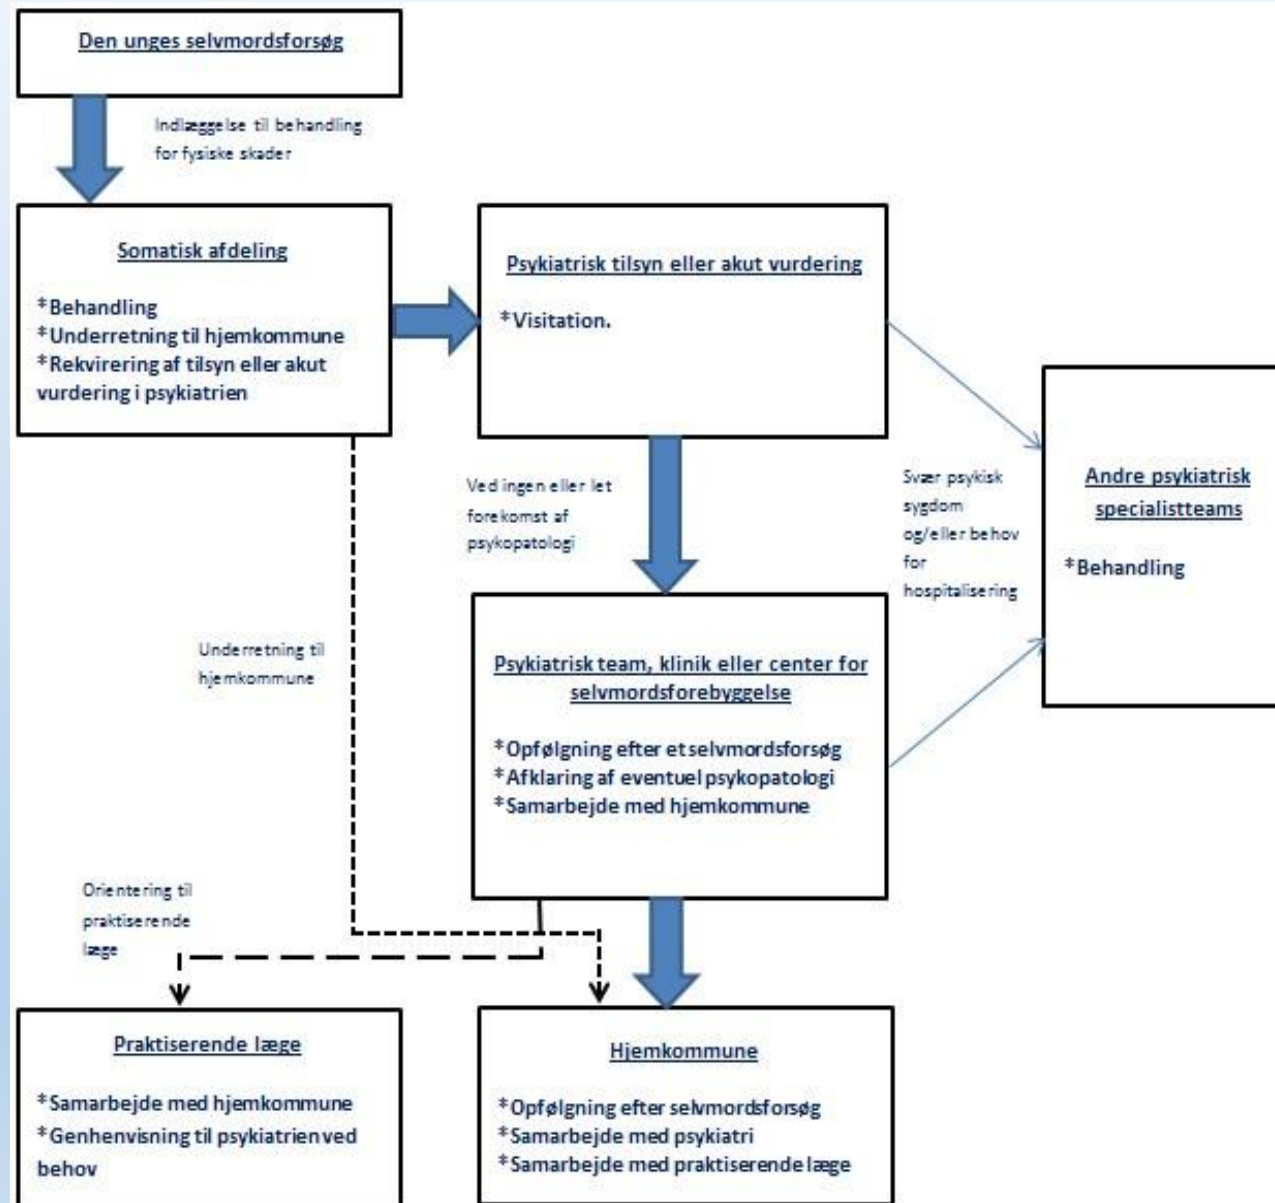 Den unges selvmordsforsøg
Indlæggelse til behandling
for fysiske skader
Somatisk afdeling
*Behandling
*Underretning til hjemkommune
*Rekvirering af tilsyn eller akut
vurdering i psykiatrien
Psykiatrisk tilsyn eller akut vurdering
*Visitation.
Ved ingen eller let
forekomst af
psykopatologi
Svær psykisk
sygdom
og/eller behov
for
hospitalisering
Andre psykiatrisk
specialistteams
*Behandling
Underretning til
hjemkommune
Psykiatrisk team, klinik eller center for
selvmordsforebyggelse
*Opfølgning efter et selvmordsforsøg
*Afklaring af eventuel psykopatologi
*Samarbejde med hjemkommune
Orientering til
praktiserende
læge
Praktiserende læge
*Samarbejde med hjemkommune
*Genhenvisning til psykiatrien ved
behov
Hjemkommune
*Opfølgning efter selvmordsforsøg
*Samarbejde med psykiatri
*Samarbejde med praktiserende læge